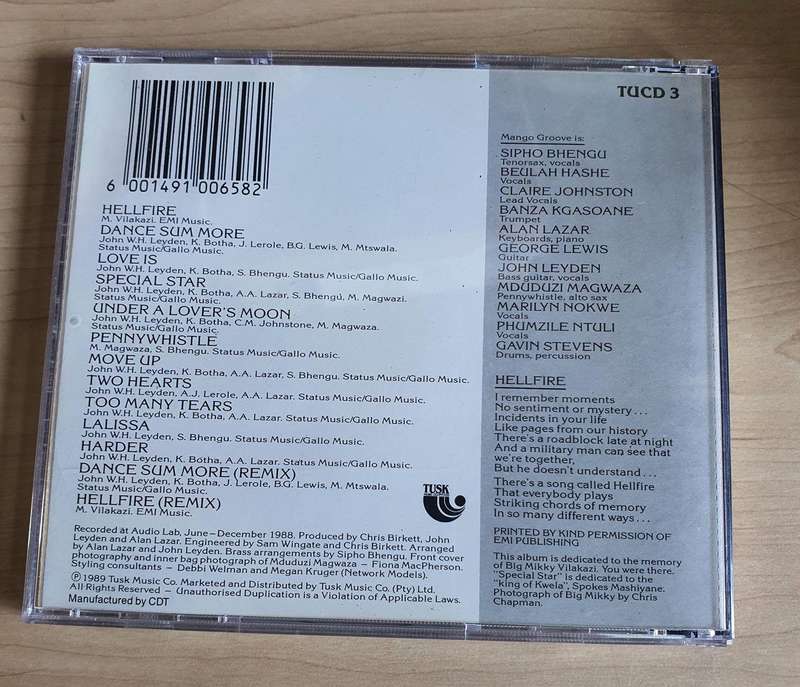 6 001491 006582
HELLFIRE
M. Vilakazi. EMI Music.
DANCE SUM MORE
John W.H. Leyden, K. Botha, J. Lerole, B.G. Lewis, M. Mtswala.
Status Music/Gallo Music.
LOVE IS
John W.H. Leyden, K. Botha, S. Bhengu. Status Music/Gallo Music.
SPECIAL STAR
John W.H. Leyden, K. Botha, A.A. Lazar, S. Bhengu, M. Magwazi.
Status Music/Gallo Music.
UNDER A LOVER'S MOON
John W.H. Leyden, K. Botha, C.M. Johnstone, M. Magwaza.
Status Music/Gallo Music.
PENNYWHISTLE
M. Magwaza, S. Bhengu. Status Music/Gallo Music.
MOVE UP
John W.H. Leyden, K. Botha, A.A. Lazar, S. Bhengu. Status Music/Gallo Music.
TWO HEARTS
John W.H. Leyden, A.J. Lerole, A.A. Lazar. Status Music/Gallo Music.
TOO MANY TEARS
John W.H. Leyden, K. Botha, A.A. Lazar. Status Music/Gallo Music.
LALISSA
John W.H. Leyden, S. Bhengu. Status Music/Gallo Music.
HARDER
John W.H. Leyden, K. Botha, A.A. Lazar. Status Music/Gallo Music.
DANCE SUM MORE (REMIX)
John W.H. Leyden, K. Botha, J. Lerole, B.G. Lewis, M. Mtswala.
Status Music/Gallo Music.
HELLFIRE (REMIX)
M. Vilakazi. EMI Music.
TUSK
Recorded at Audio Lab, June–December 1988. Produced by Chris Birkett, John
Leyden and Alan Lazar. Engineered by Sam Wingate and Chris Birkett. Arranged
by Alan Lazar and John Leyden. Brass arrangements by Sipho Bhengu. Front cover
photography and inner bag photograph of Mduduzi Magwaza – Fiona MacPherson.
Styling consultants – Debbi Welman and Megan Kruger (Network Models).
℗ 1989 Tusk Music Co. Marketed and Distributed by Tusk Music Co. (Pty) Ltd.
All Rights Reserved – Unauthorised Duplication is a Violation of Applicable Laws.
Manufactured by CDT
TUCD 3
Mango Groove is:
SIPHO BHENGU
Tenorsax, vocals
BEULAH HASHE
Vocals
CLAIRE JOHNSTON
Lead Vocals
BANZA KGASOANE
Trumpet
ALAN LAZAR
Keyboards, piano
GEORGE LEWIS
Guitar
JOHN LEYDEN
Bass guitar, vocals
MDUDUZI MAGWAZA
Pennywhistle, alto sax
MARILYN NOKWE
Vocals
PHUMZILE NTULI
Vocals
GAVIN STEVENS
Drums, percussion
HELLFIRE
I remember moments
No sentiment or mystery...
Incidents in your life
Like pages from our history
There's a roadblock late at night
And a military man can see that
we're together,
But he doesn't understand...
There's a song called Hellfire
That everybody plays
Striking chords of memory
In so many different ways...
PRINTED BY KIND PERMISSION OF
EMI PUBLISHING
This album is dedicated to the memory
of Big Mikky Vilakazi. You were there.
"Special Star" is dedicated to the
"King of Kwela", Spokes Mashiyane.
Photograph of Big Mikky by Chris
Chapman.